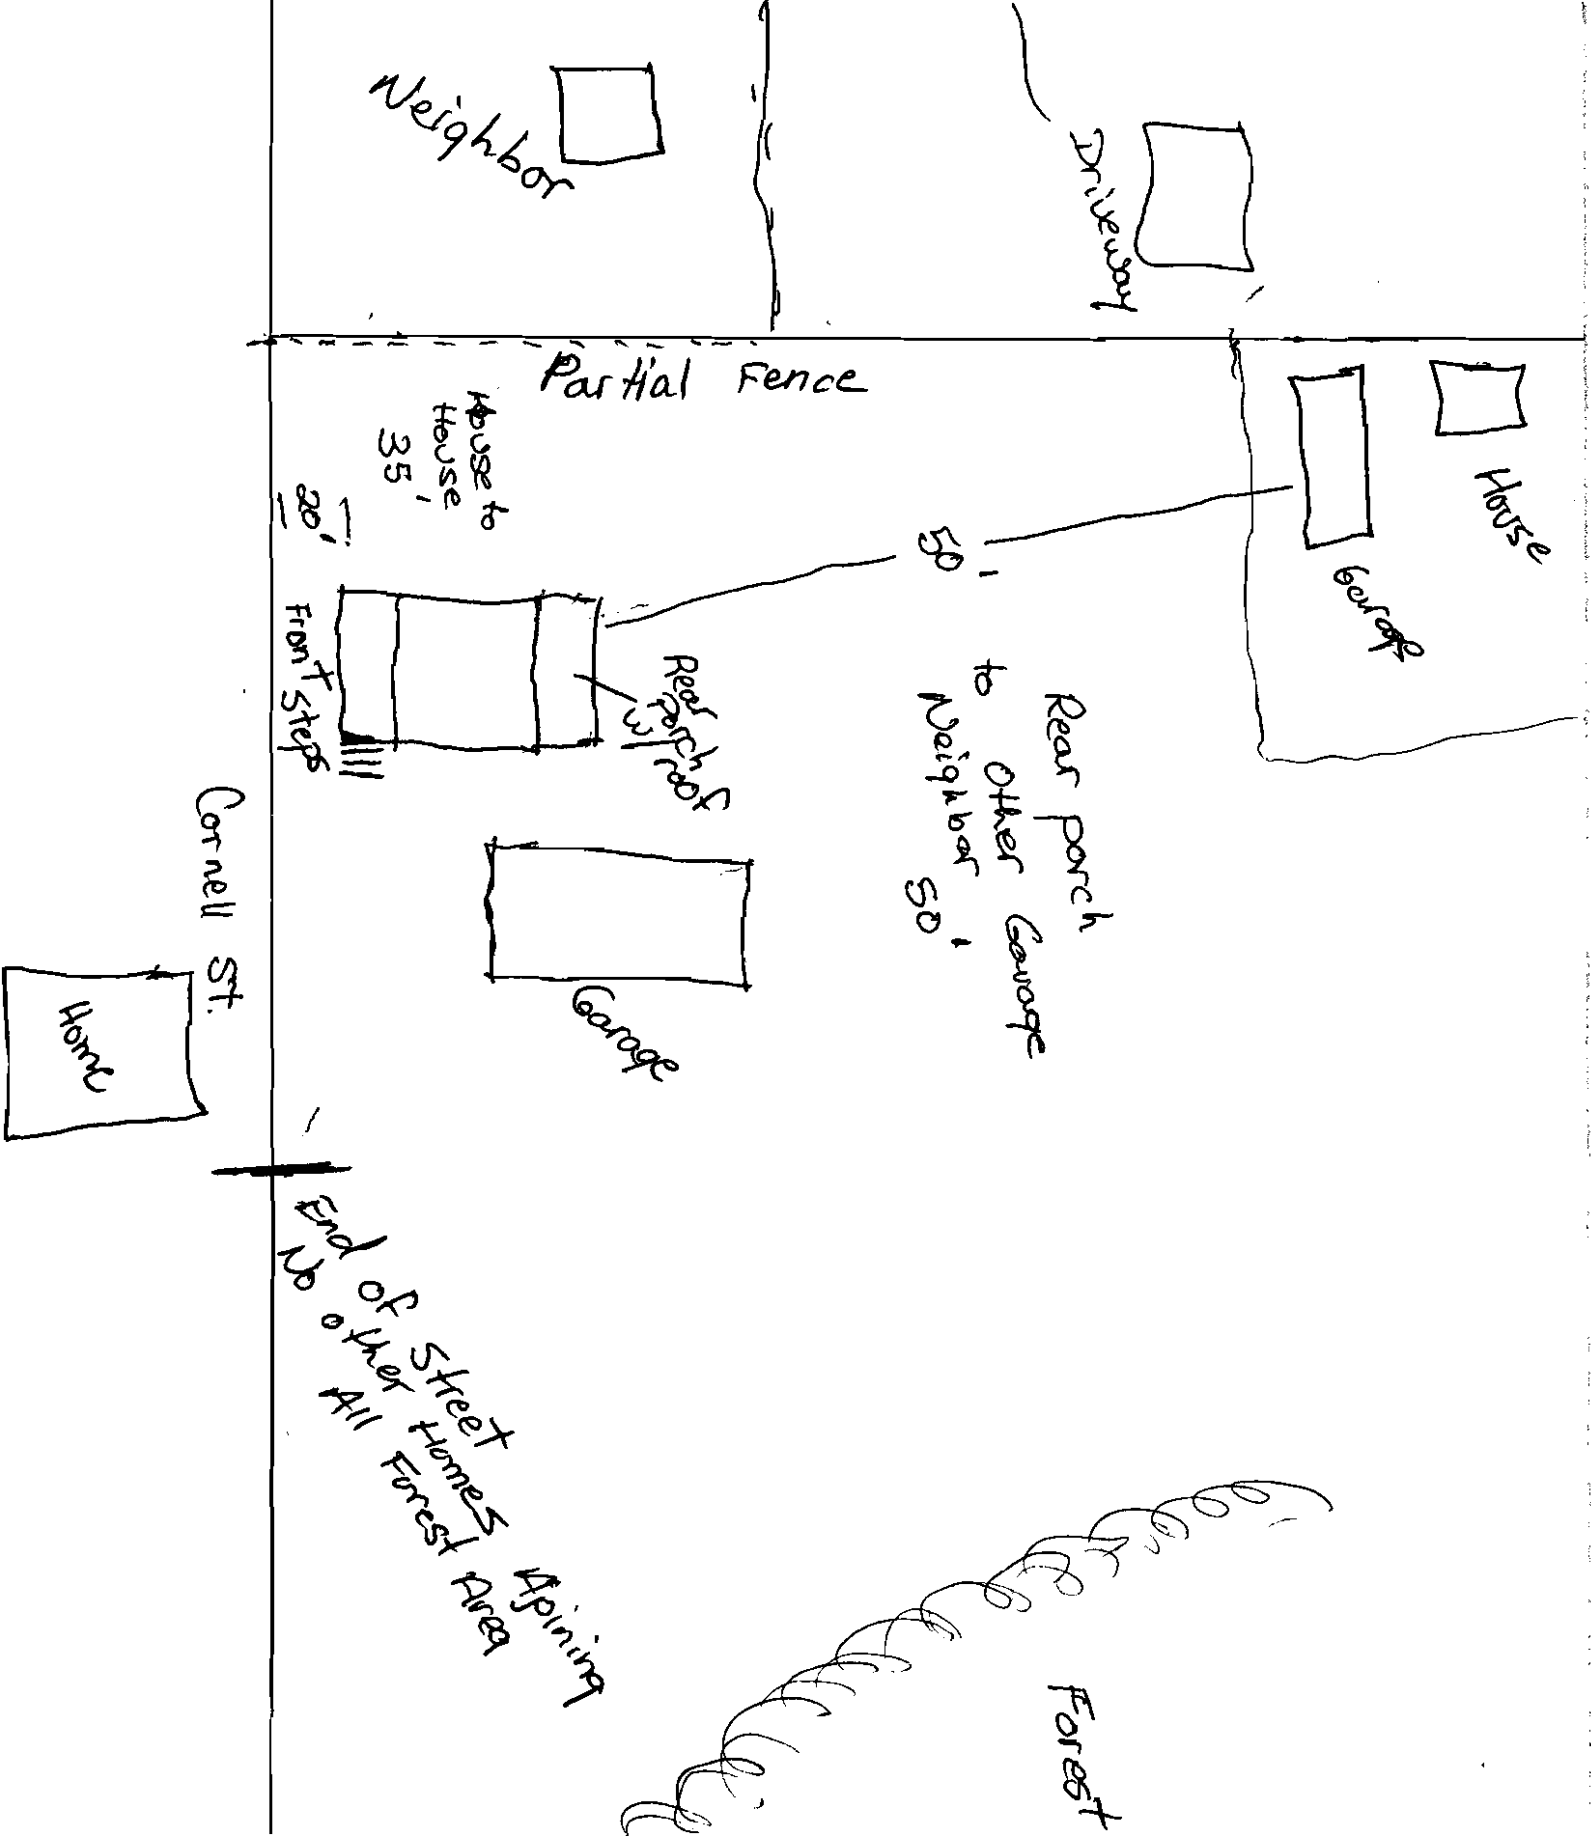 Neighbor
Driveway
Partial Fence
House to
House
35'
20'
Front Steps
Rear
Porch
w/roof
50'
House
Garage
Rear porch
to Other Garage
Neighbor 50'
Garage
Cornell St.
Home
End of Street
No other Homes Ajoining
All Forest Area
Forest